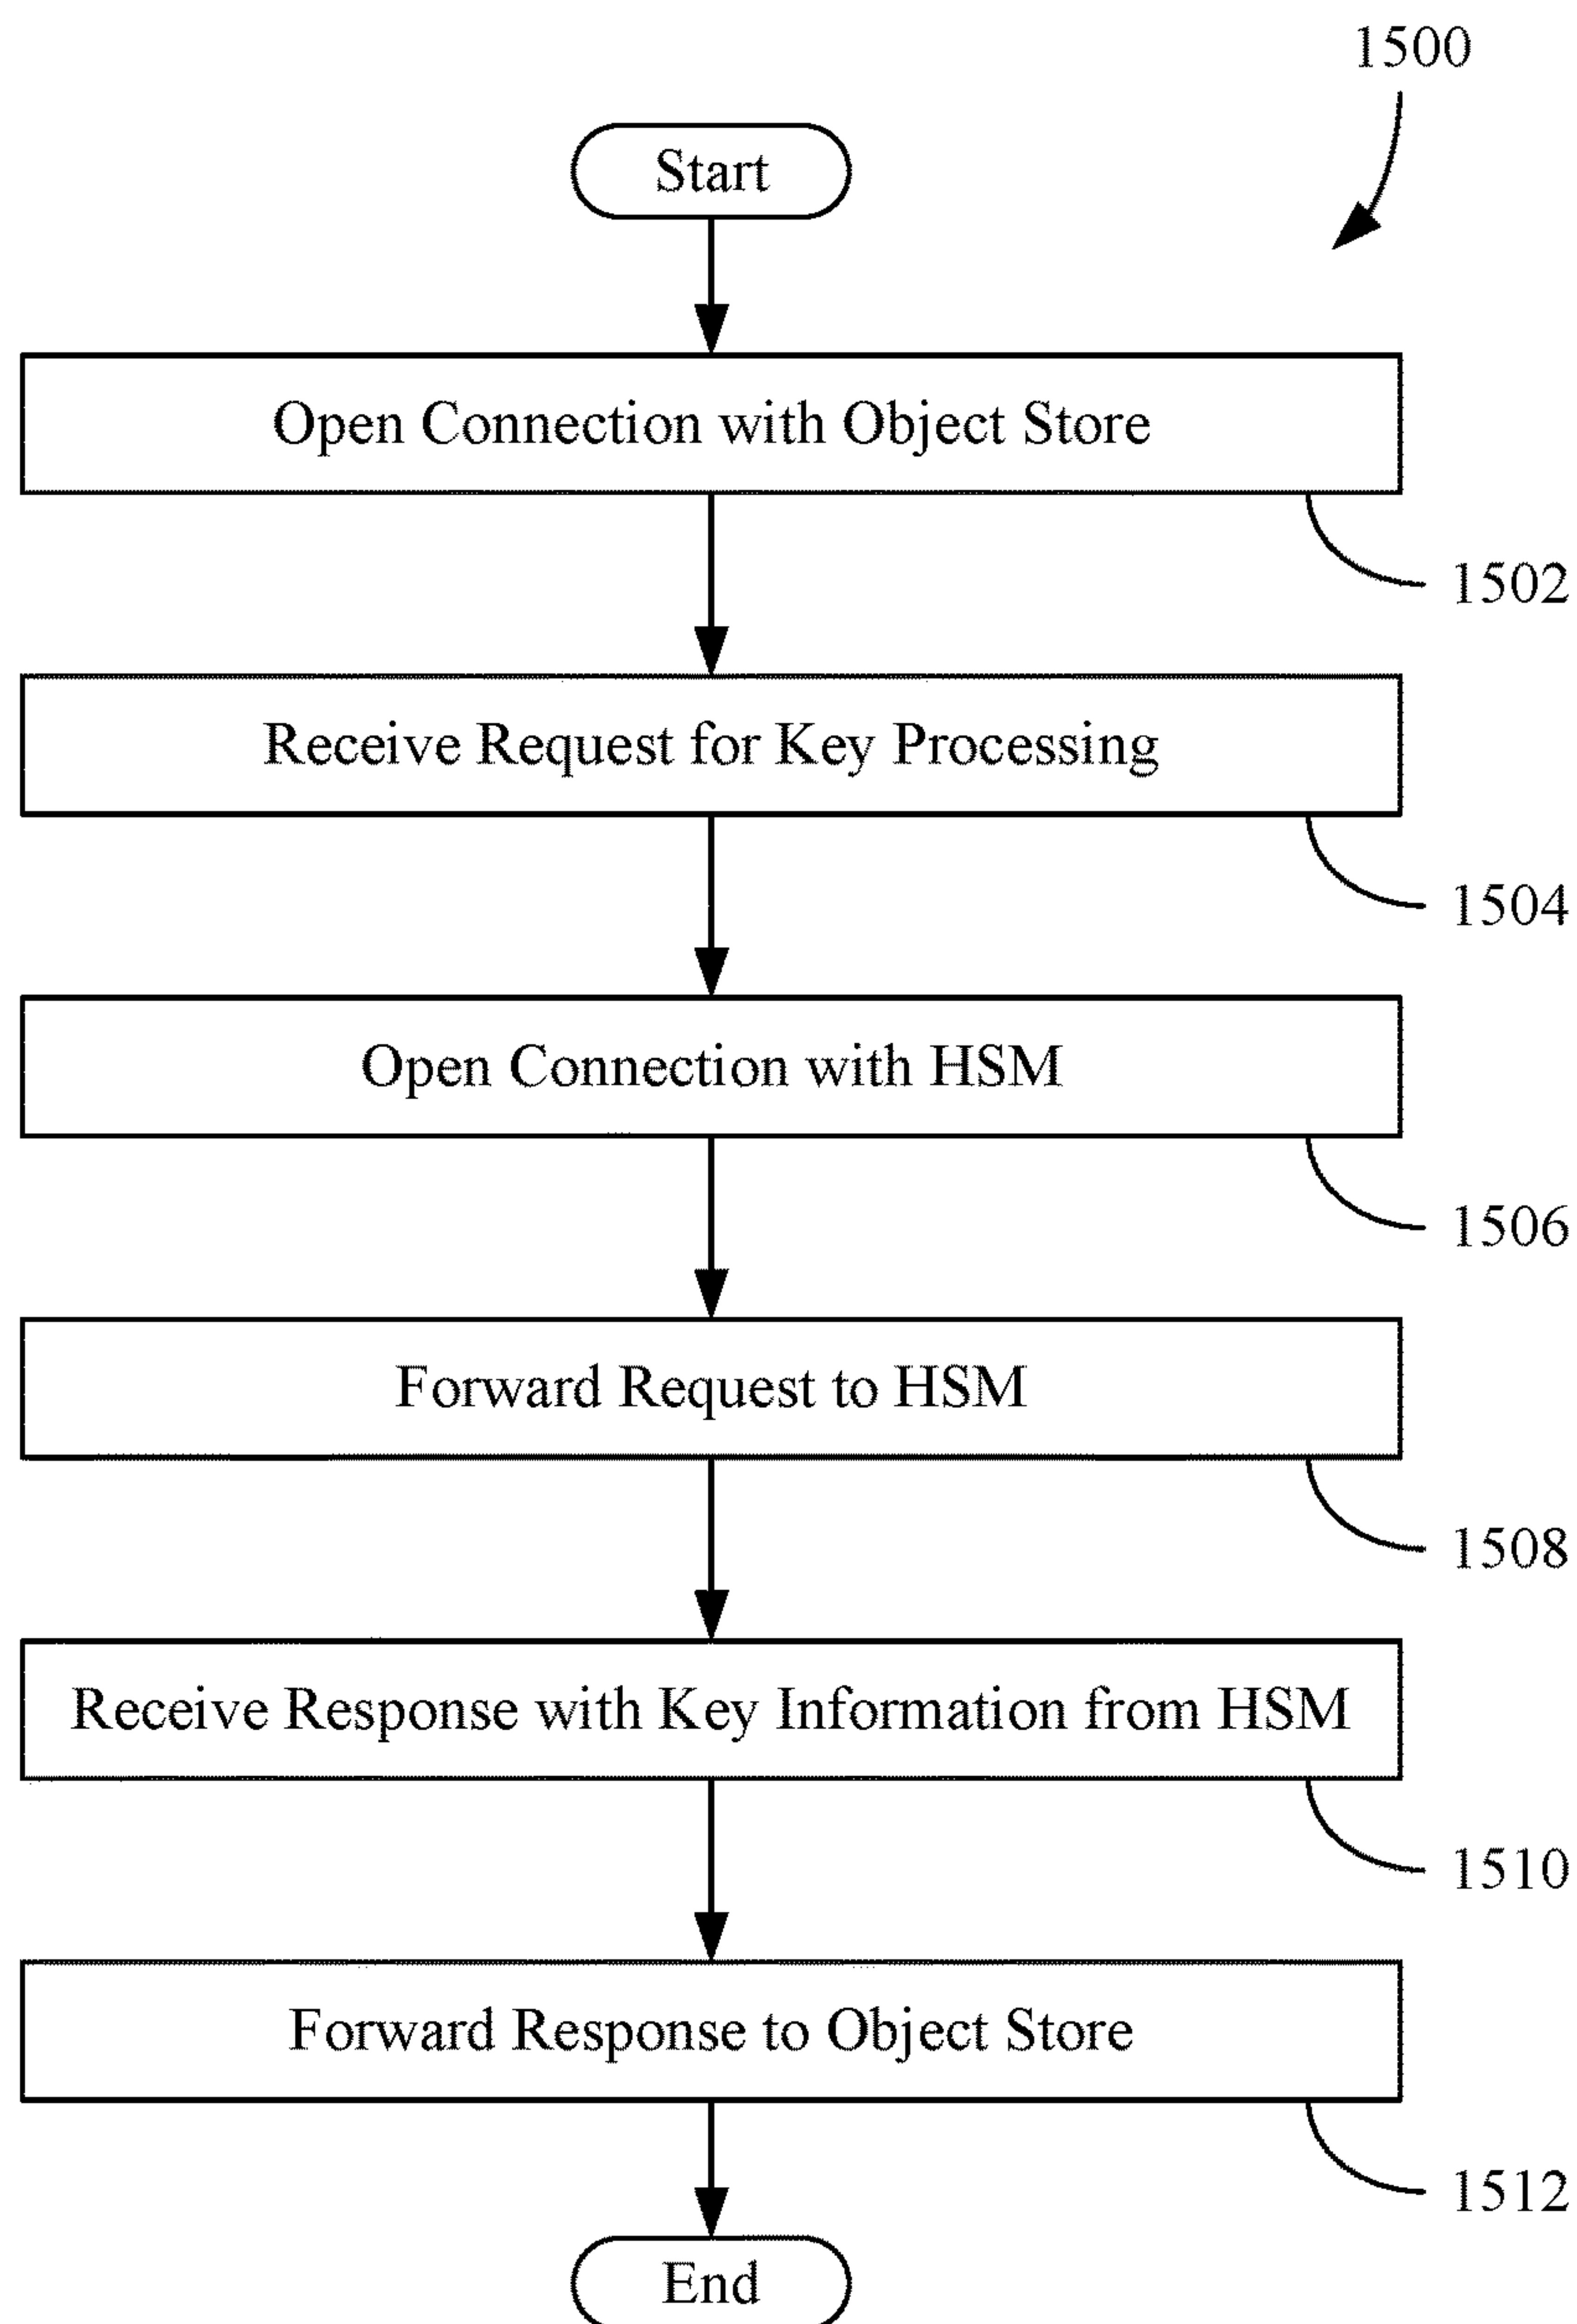 1500
Start
Open Connection with Object Store
1502
Receive Request for Key Processing
1504
Open Connection with HSM
1506
Forward Request to HSM
1508
Receive Response with Key Information from HSM
1510
Forward Response to Object Store
1512
End